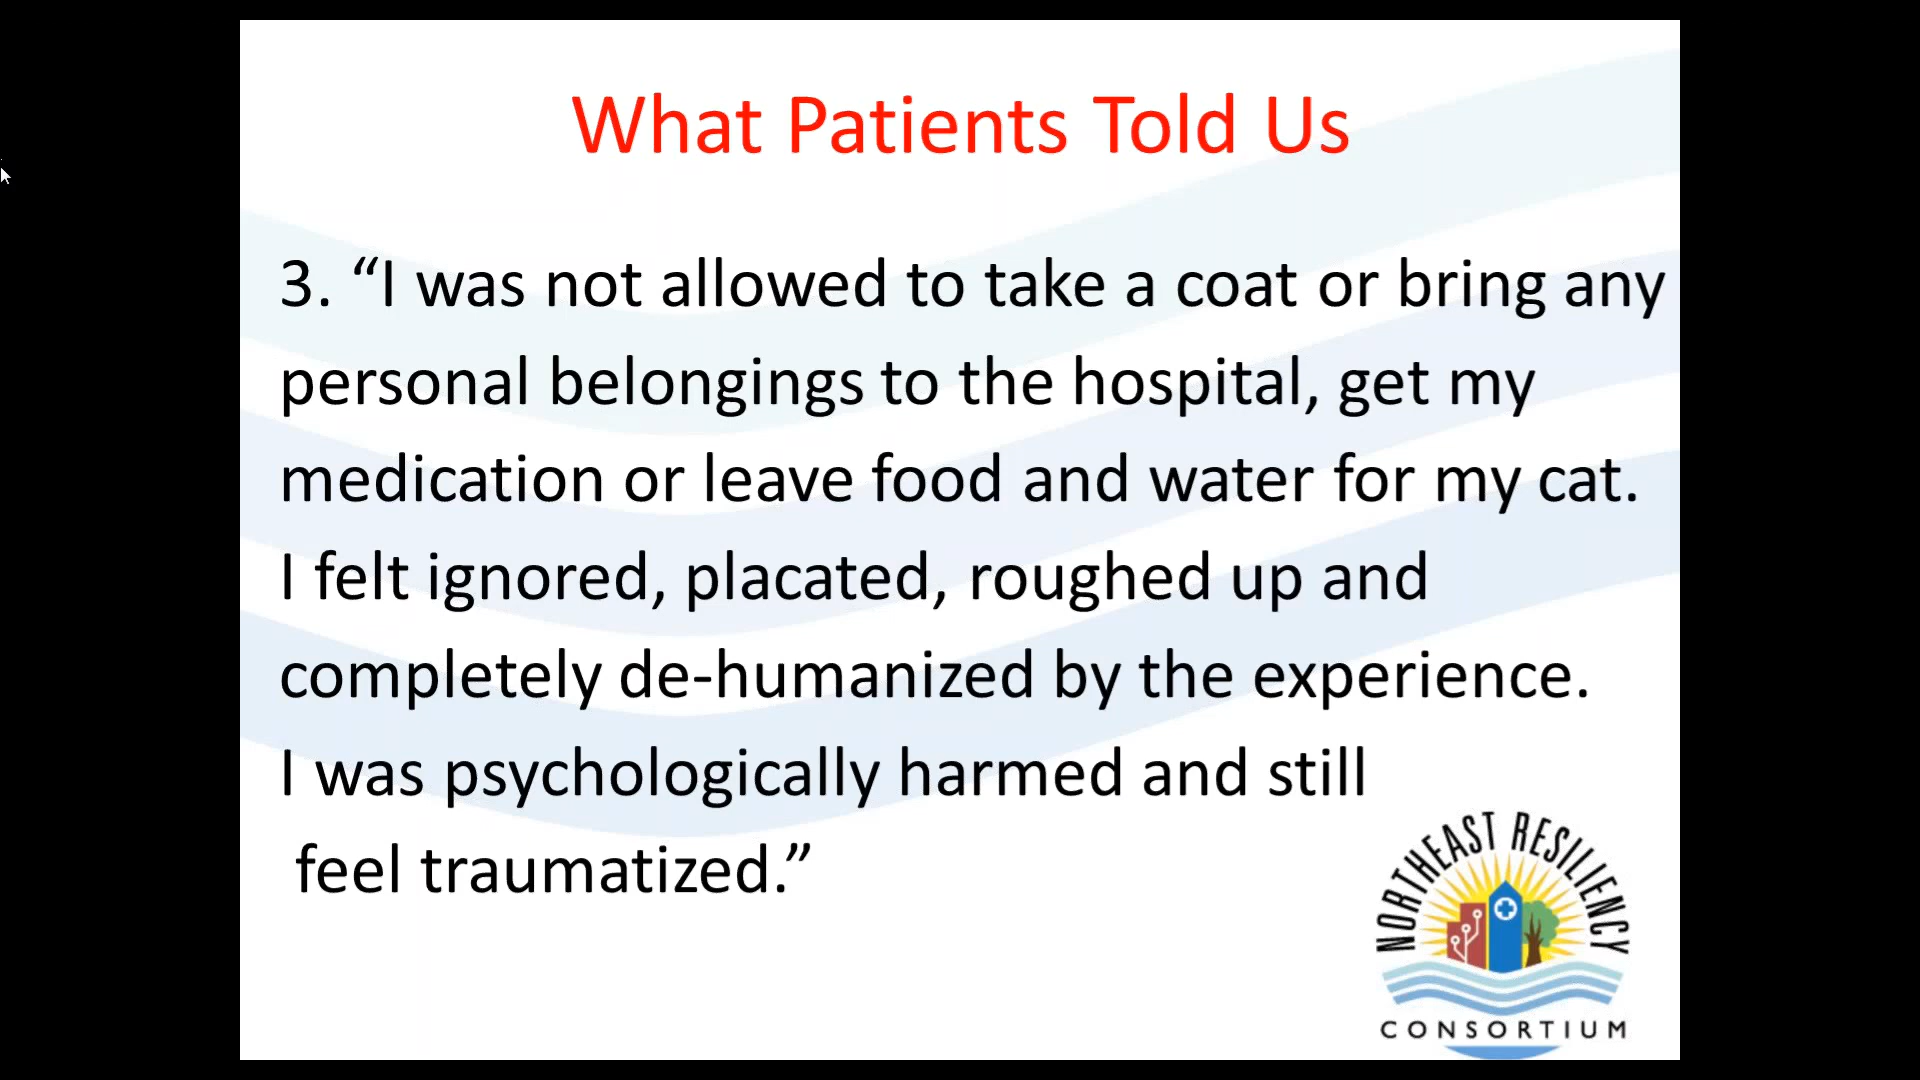 What Patients Told Us
3. “I was not allowed to take a coat or bring any
personal belongings to the hospital, get my
medication or leave food and water for my cat.
I felt ignored, placated, roughed up and
completely de-humanized by the experience.
I was psychologically harmed and still
feel traumatized.”
NORTHEAST RESILIENCY
CONSORTIUM